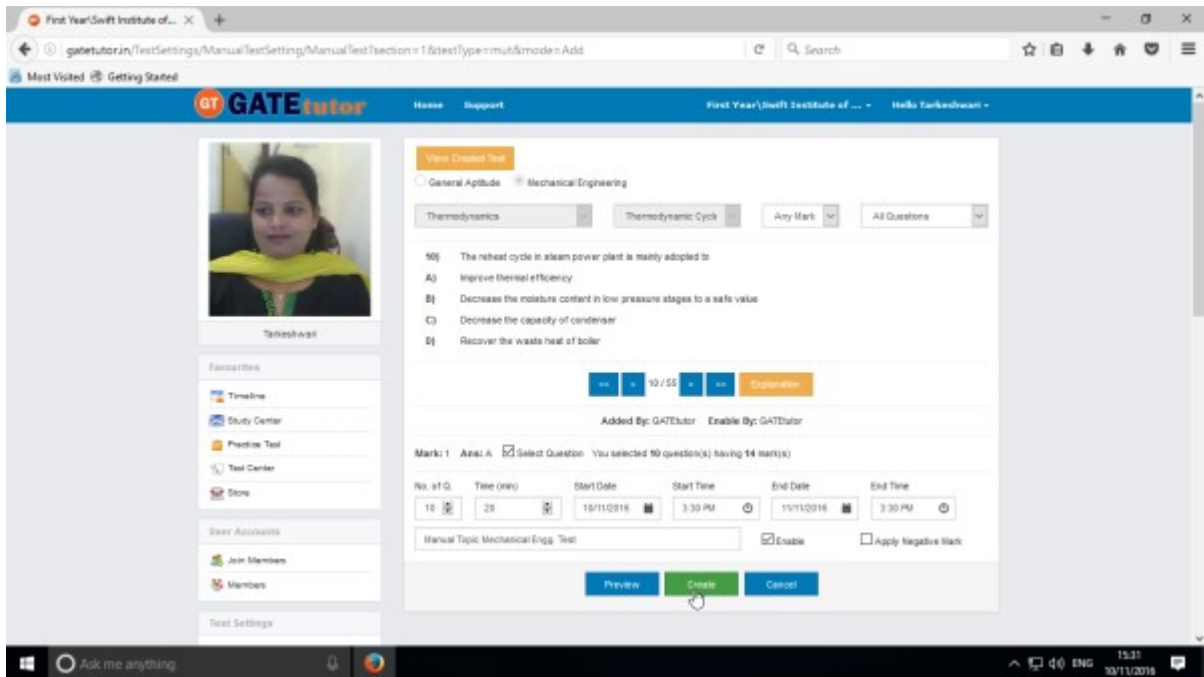 First Year\Swift Institute of...
gatetutor.in/TestSettings/ManualTestSetting/ManualTest?section=1&testType=mut&mode=Add
Search
Most Visited Getting Started
GT GATEtutor Home Support First Year\Swift Institute of ... Hello Tarkeshwari
View Created Test
General Aptitude Mechanical Engineering
Thermodynamics Thermodynamic Cycle Any Mark All Questions
10) The reheat cycle in steam power plant is mainly adopted to
A) Improve thermal efficiency
B) Decrease the moisture content in low pressure stages to a safe value
C) Decrease the capacity of condenser
D) Recover the waste heat of boiler
<< < 10 / 55 > >> Explanation
Added By: GATEtutor Enable By: GATEtutor
Mark: 1 Ans: A Select Question You selected 10 question(s) having 14 mark(s)
No. of Q. Time (min) Start Date Start Time End Date End Time
10 20 10/11/2016 3:30 PM 11/11/2016 3:30 PM
Manual Topic Mechanical Engg. Test Enable Apply Negative Mark
Preview Create Cancel
Tarkeshwari
Favourites
Timeline
Study Center
Practice Test
Test Center
Store
User Accounts
Join Members
Members
Test Settings
Ask me anything
ENG 15:31
10/11/2016